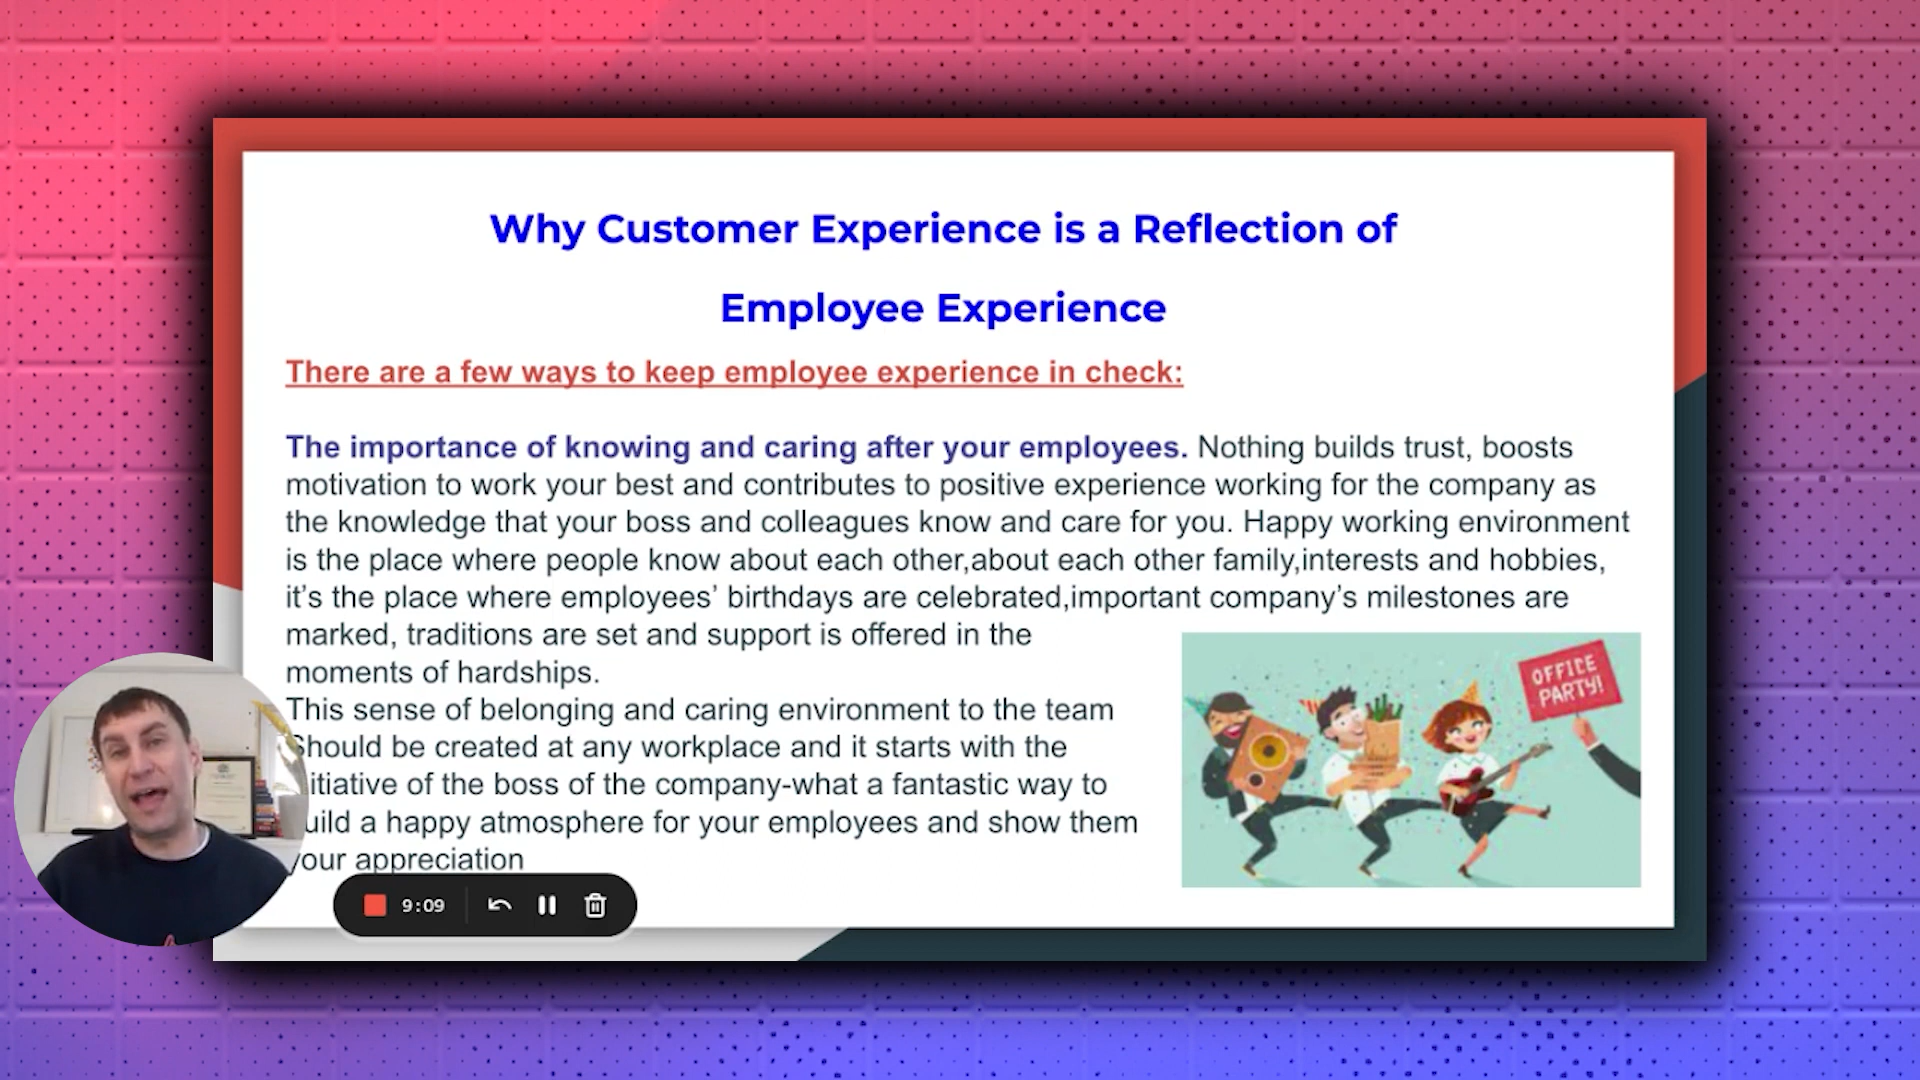 Why Customer Experience is a Reflection of
Employee Experience
There are a few ways to keep employee experience in check:
The importance of knowing and caring after your employees. Nothing builds trust, boosts
motivation to work your best and contributes to positive experience working for the company as
the knowledge that your boss and colleagues know and care for you. Happy working environment
is the place where people know about each other,about each other family,interests and hobbies,
it's the place where employees' birthdays are celebrated,important company's milestones are
marked, traditions are set and support is offered in the
moments of hardships.
This sense of belonging and caring environment to the team
Should be created at any workplace and it starts with the
itiative of the boss of the company-what a fantastic way to
uild a happy atmosphere for your employees and show them
your appreciation
OFFICE
PARTY!
9:09